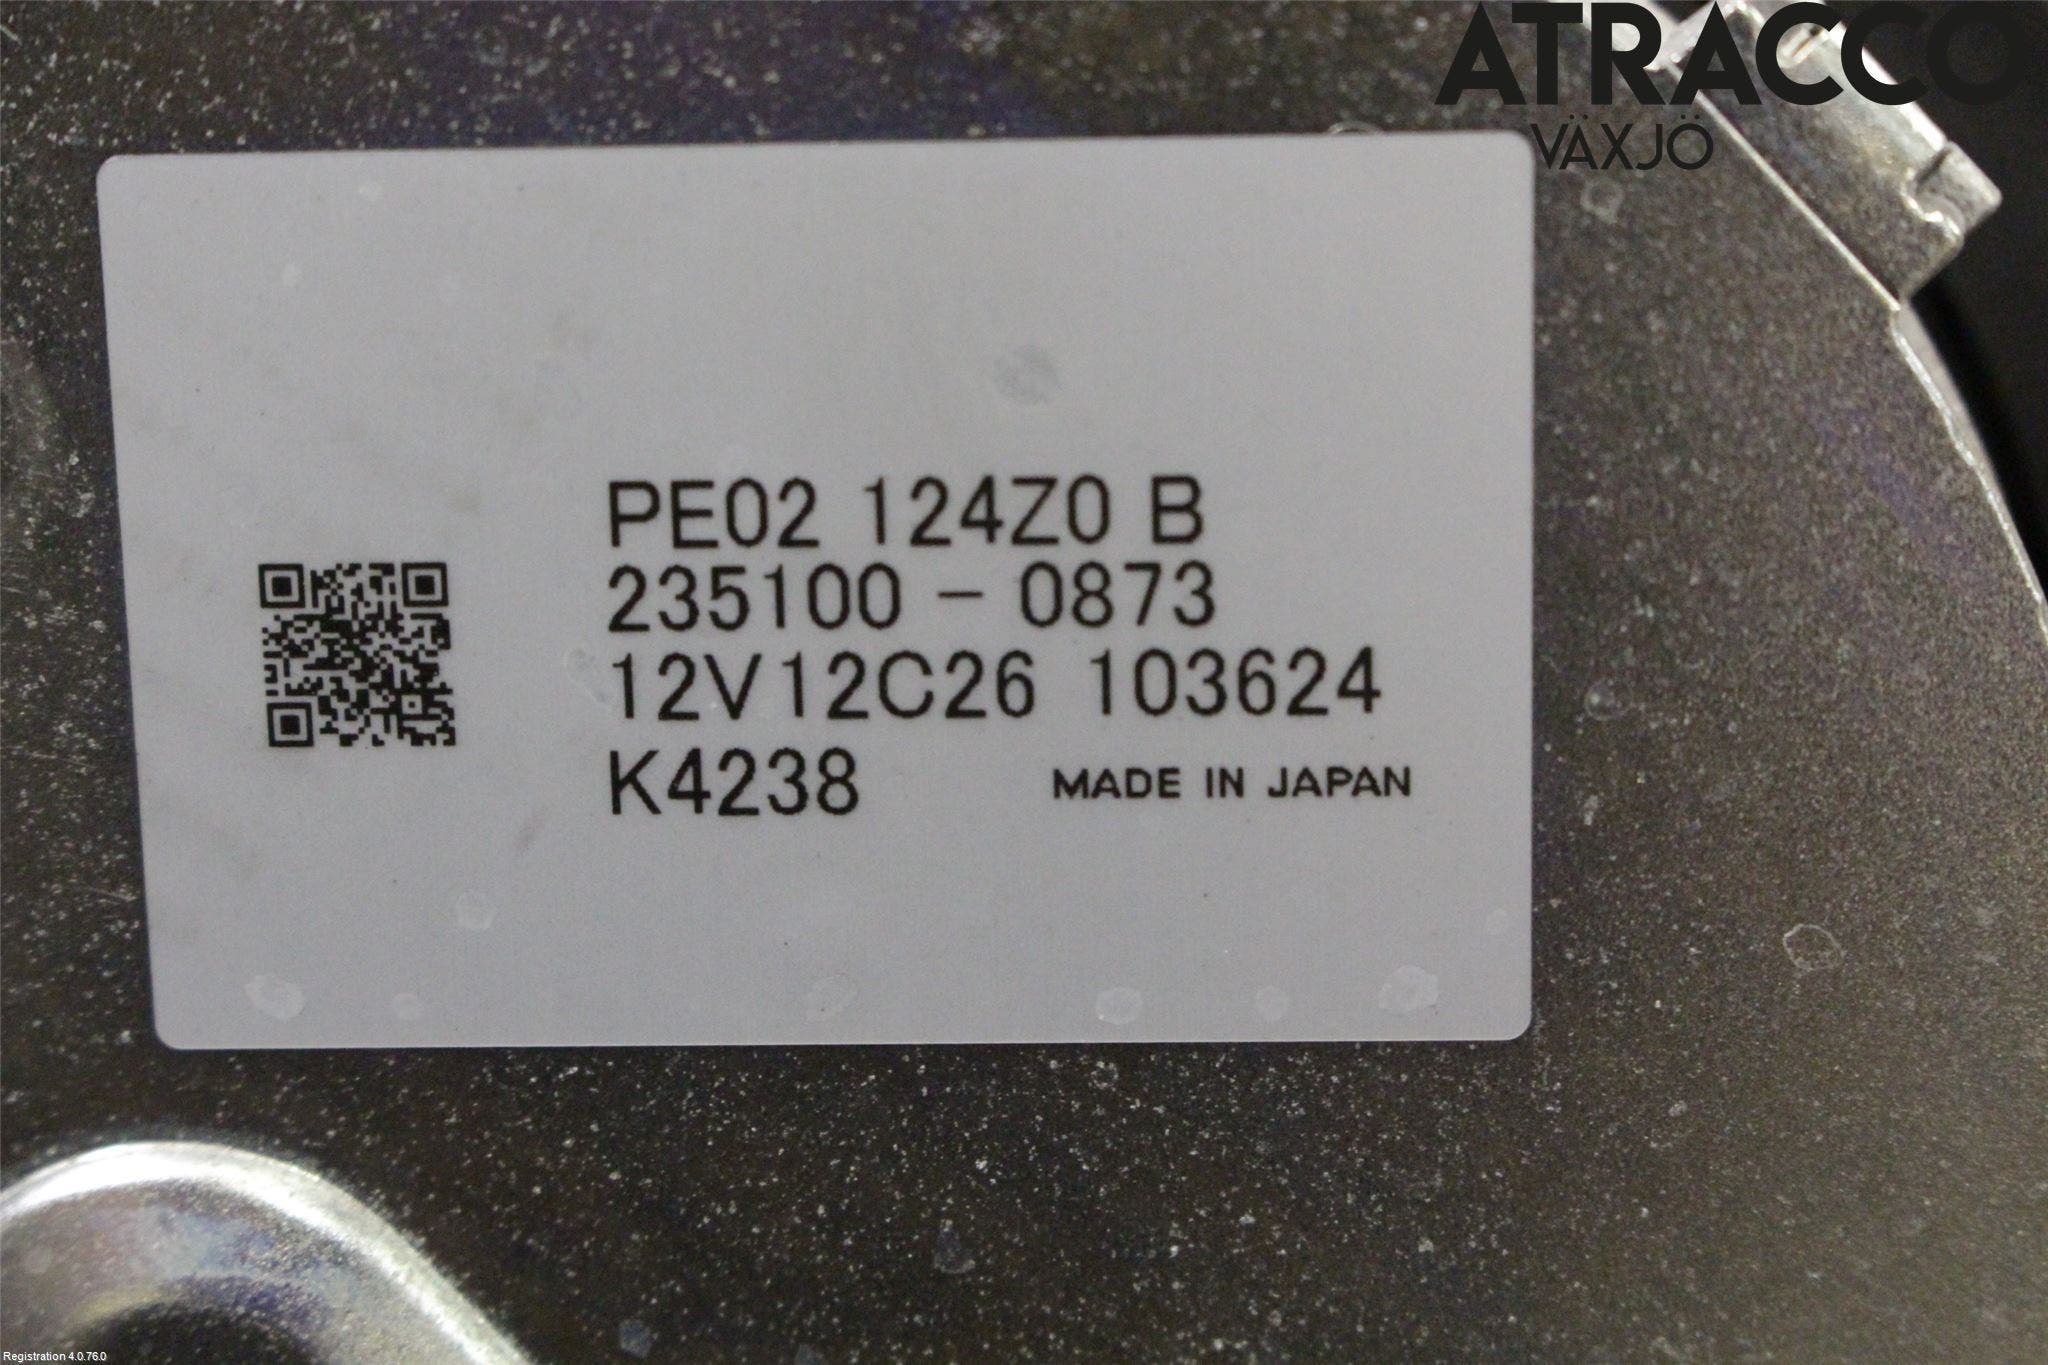 ATRACCO
VÄXJÖ
PE02 124Z0 B
235100 - 0873
12V12C26 103624
K4238 MADE IN JAPAN
Registration 4.0.76.0